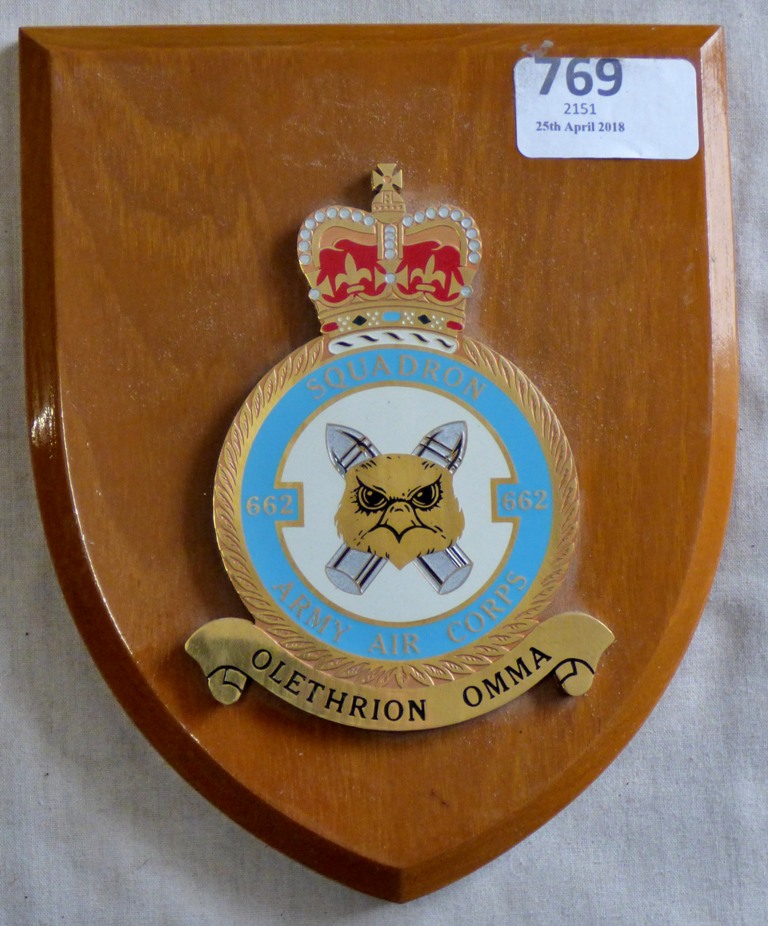 769
2151
25th April 2018
SQUADRON
662 662
ARMY AIR CORPS
OLETHRION OMMA